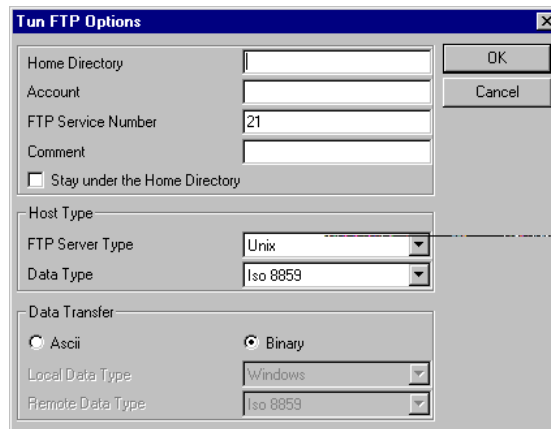 Tun FTP Options
Home Directory
OK
Account
Cancel
FTP Service Number 21
Comment
Stay under the Home Directory
Host Type
FTP Server Type Unix
Data Type Iso 8859
Data Transfer
Ascii Binary
Local Data Type Windows
Remote Data Type Iso 8859